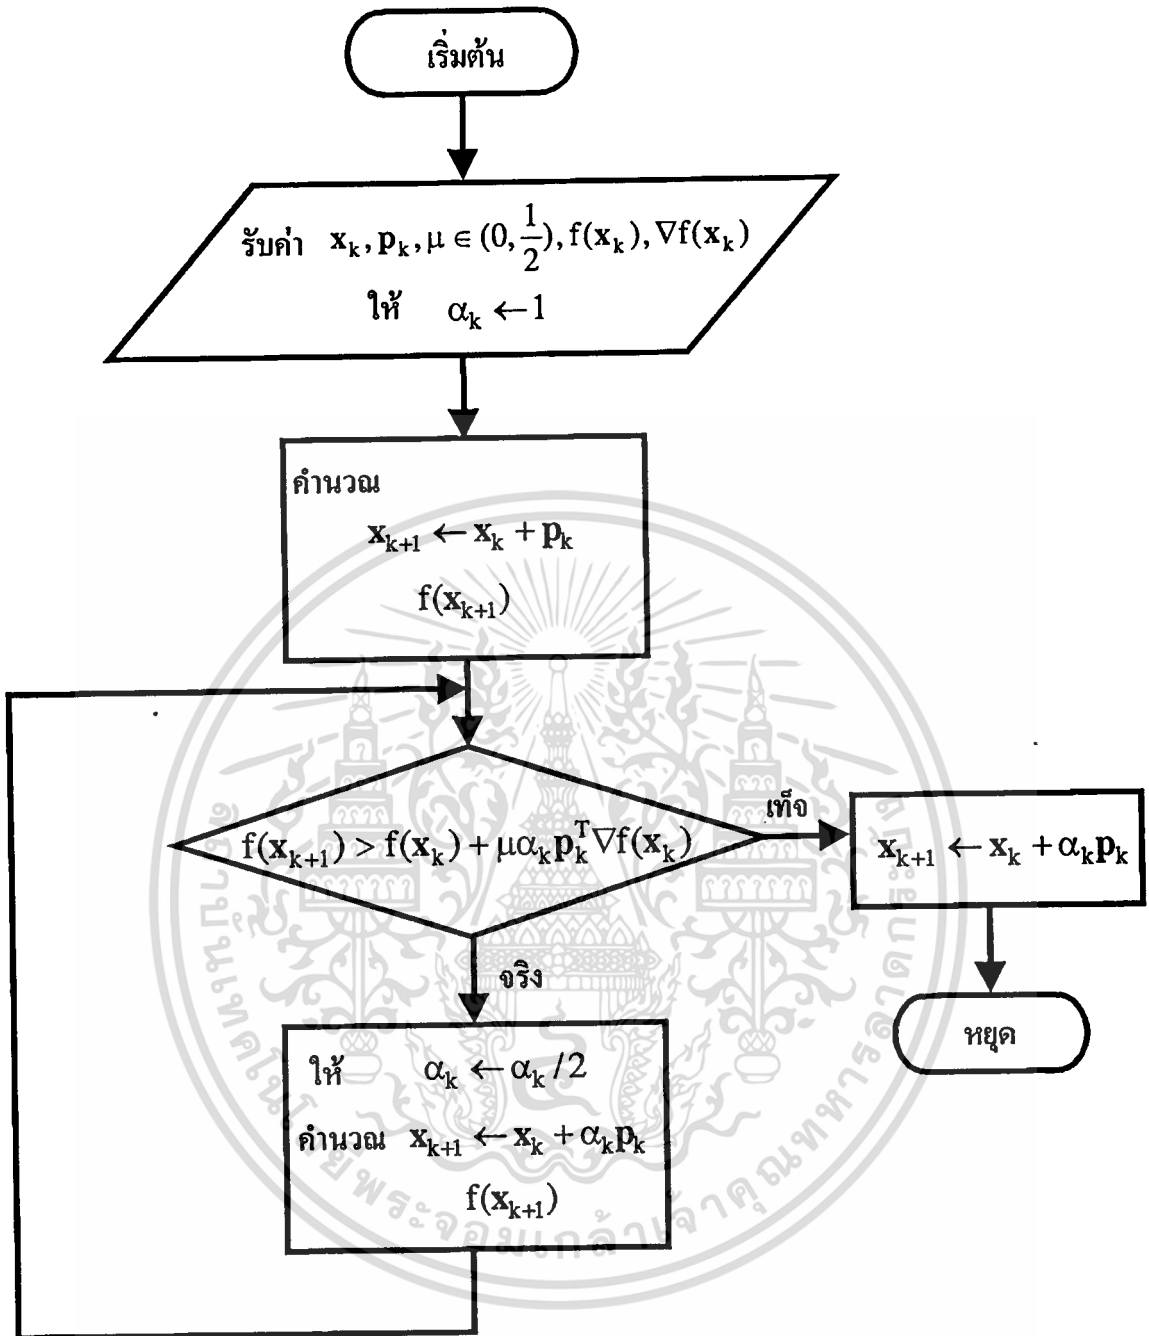 เริ่มต้น
รับค่า x_k, p_k, μ ∈ (0, 1/2), f(x_k), ∇f(x_k)
ให้ α_k ← 1
คำนวณ
x_{k+1} ← x_k + p_k
f(x_{k+1})
f(x_{k+1}) > f(x_k) + μα_k p_k^T ∇f(x_k)
เท็จ
x_{k+1} ← x_k + α_k p_k
จริง
หยุด
ให้ α_k ← α_k /2
คำนวณ x_{k+1} ← x_k + α_k p_k
f(x_{k+1})